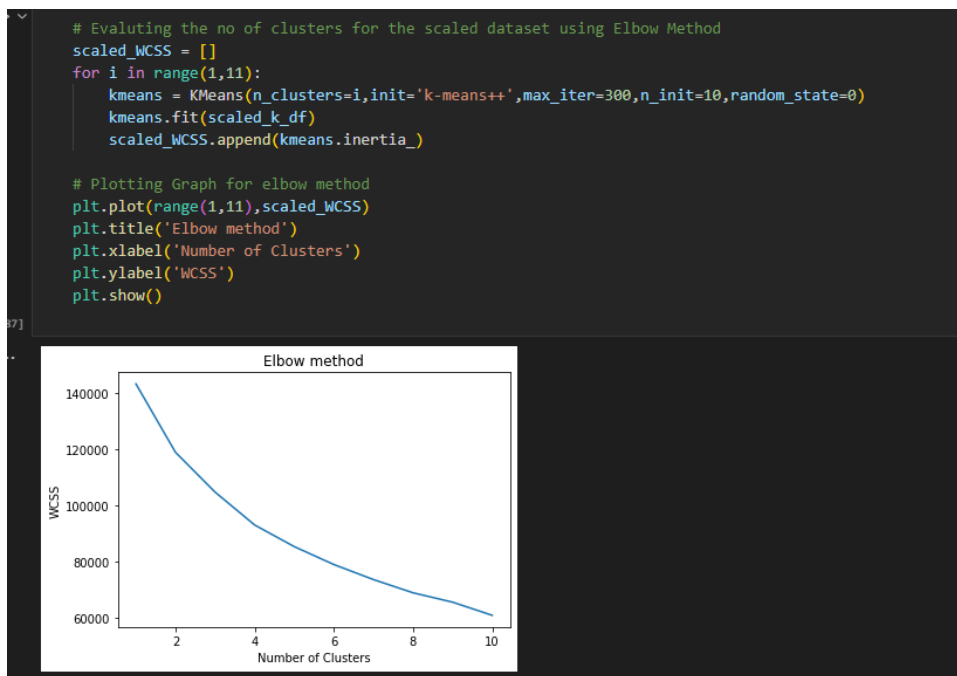 # Evaluting the no of clusters for the scaled dataset using Elbow Method
scaled_WCSS = []
for i in range(1,11):
    kmeans = KMeans(n_clusters=i,init='k-means++',max_iter=300,n_init=10,random_state=0)
    kmeans.fit(scaled_k_df)
    scaled_WCSS.append(kmeans.inertia_)
# Plotting Graph for elbow method
plt.plot(range(1,11),scaled_WCSS)
plt.title('Elbow method')
plt.xlabel('Number of Clusters')
plt.ylabel('WCSS')
plt.show()
37]
Elbow method
140000
120000
100000
80000
60000
WCSS
2 4 6 8 10
Number of Clusters